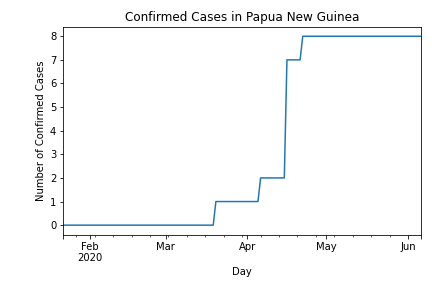 Confirmed Cases in Papua New Guinea
8
7
6
5
4
3
2
1
0
Number of Confirmed Cases
Feb Mar Apr May Jun
2020
Day